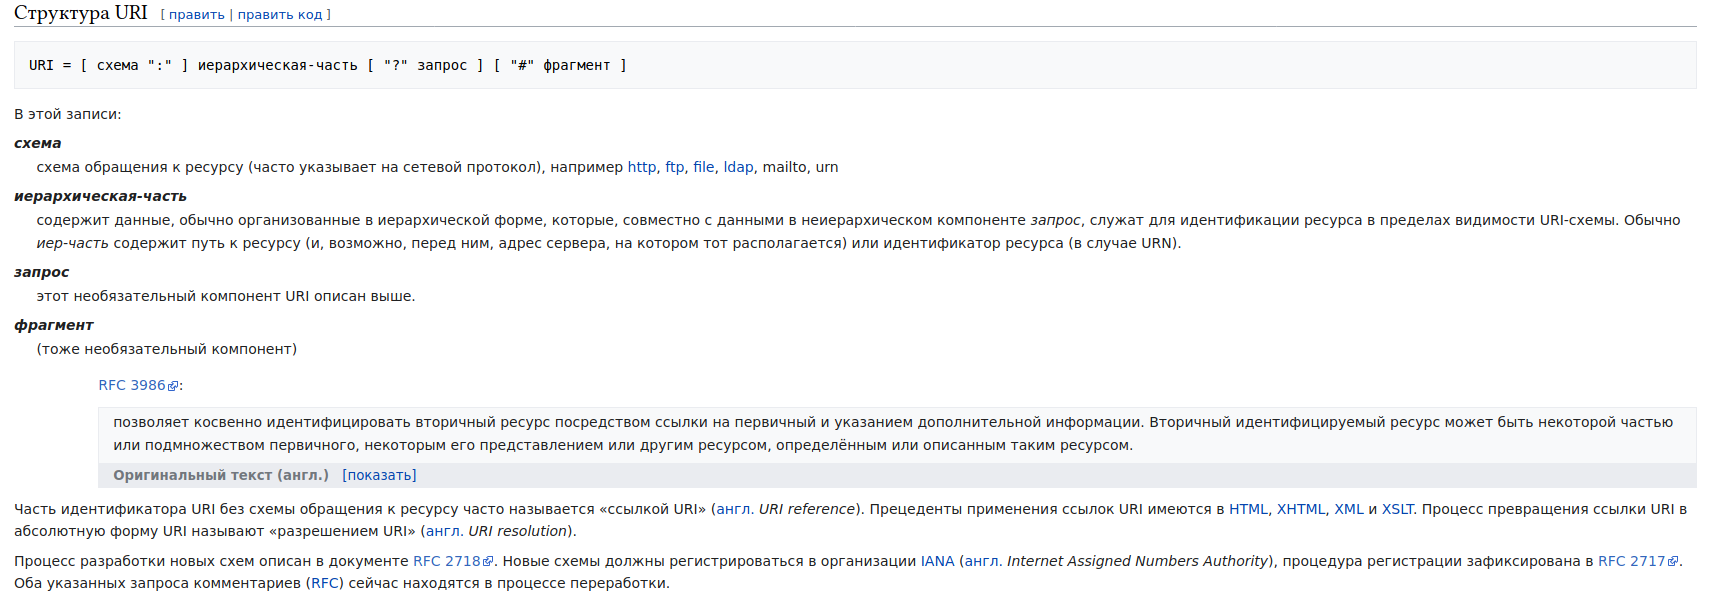 Структура URI [ править | править код ]
URI = [ схема ":" ] иерархическая-часть [ "?" запрос ] [ "#" фрагмент ]
В этой записи:
схема
схема обращения к ресурсу (часто указывает на сетевой протокол), например http, ftp, file, ldap, mailto, urn
иерархическая-часть
содержит данные, обычно организованные в иерархической форме, которые, совместно с данными в неиерархическом компоненте запрос, служат для идентификации ресурса в пределах видимости URI-схемы. Обычно
иер-часть содержит путь к ресурсу (и, возможно, перед ним, адрес сервера, на котором тот располагается) или идентификатор ресурса (в случае URN).
запрос
этот необязательный компонент URI описан выше.
фрагмент
(тоже необязательный компонент)
RFC 3986:
позволяет косвенно идентифицировать вторичный ресурс посредством ссылки на первичный и указанием дополнительной информации. Вторичный идентифицируемый ресурс может быть некоторой частью
или подмножеством первичного, некоторым его представлением или другим ресурсом, определённым или описанным таким ресурсом.
Оригинальный текст (англ.) [показать]
Часть идентификатора URI без схемы обращения к ресурсу часто называется «ссылкой URI» (англ. URI reference). Прецеденты применения ссылок URI имеются в HTML, XHTML, XML и XSLT. Процесс превращения ссылки URI в
абсолютную форму URI называют «разрешением URI» (англ. URI resolution).
Процесс разработки новых схем описан в документе RFC 2718. Новые схемы должны регистрироваться в организации IANA (англ. Internet Assigned Numbers Authority), процедура регистрации зафиксирована в RFC 2717.
Оба указанных запроса комментариев (RFC) сейчас находятся в процессе переработки.